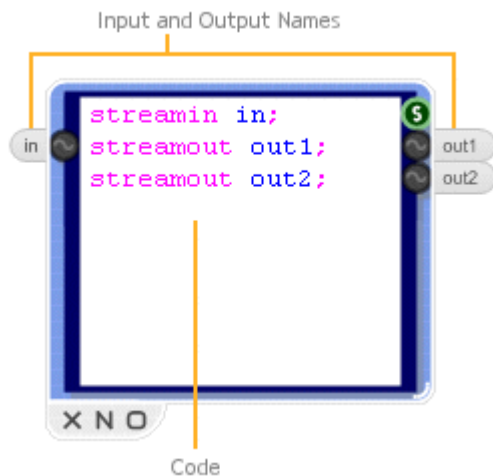 Input and Output Names
streamin in;
S
in
streamout out1;
out1
streamout out2;
out2
X N O
Code